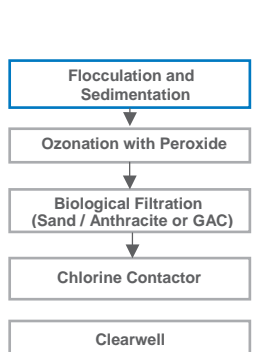 Flocculation and
Sedimentation
Ozonation with Peroxide
Biological Filtration
(Sand / Anthracite or GAC)
Chlorine Contactor
Clearwell